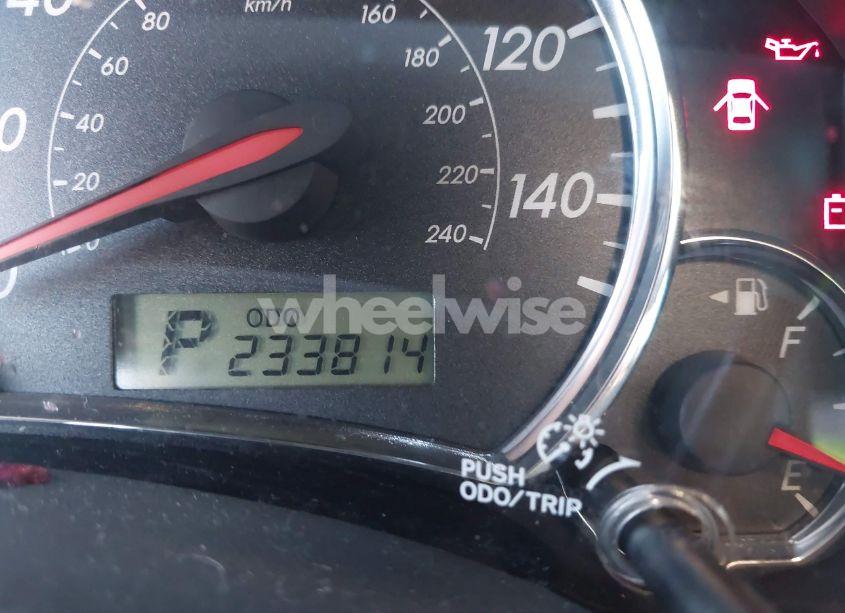 80 km/h 160
60 180 120
40 200
20 220 140
240
wheelwise
P ODO
233814
F
E
PUSH
ODO/TRIP